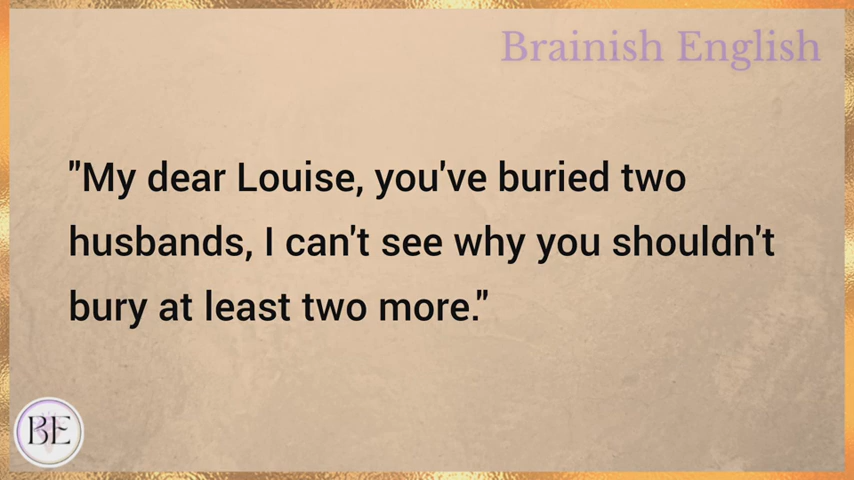 Brainish English
"My dear Louise, you've buried two
husbands, I can't see why you shouldn't
bury at least two more."
BE